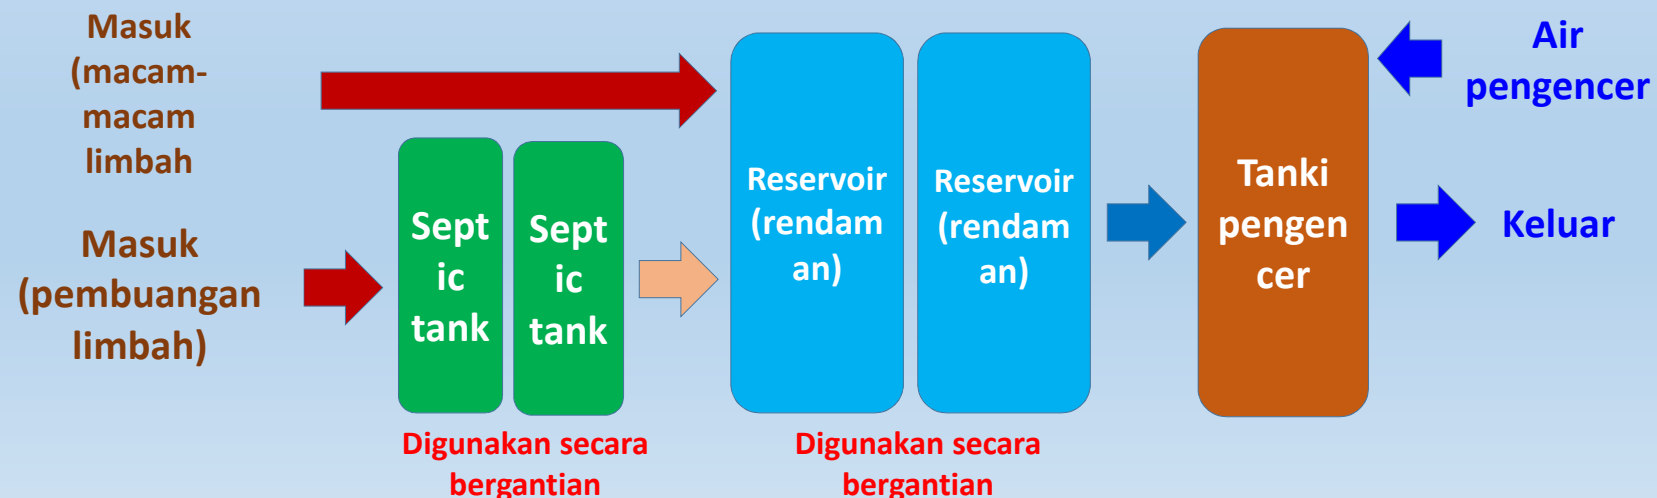 Masuk
(macam-
macam
limbah
Masuk
(pembuangan
limbah)
Sept
ic
tank
Sept
ic
tank
Digunakan secara
bergantian
Reservoir
(rendam
an)
Reservoir
(rendam
an)
Digunakan secara
bergantian
Tanki
pengen
cer
Air
pengencer
Keluar